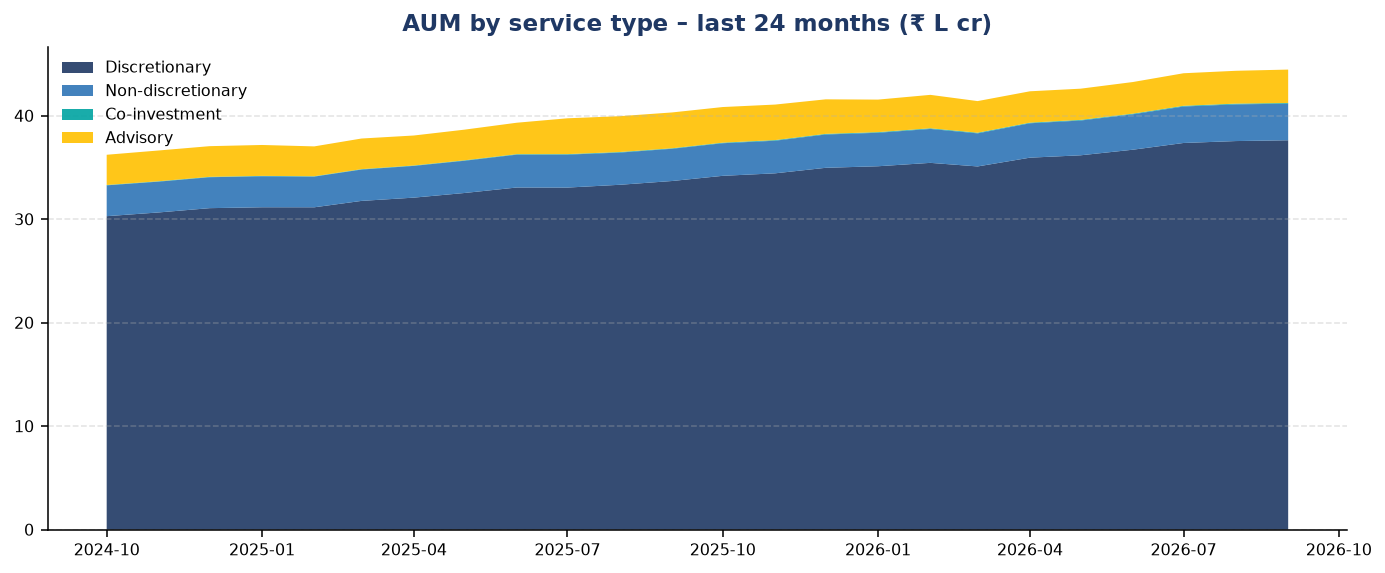 AUM by service type – last 24 months (₹ L cr)
Discretionary
Non-discretionary
Co-investment
Advisory
40
30
20
10
0
2024-10 2025-01 2025-04 2025-07 2025-10 2026-01 2026-04 2026-07 2026-10